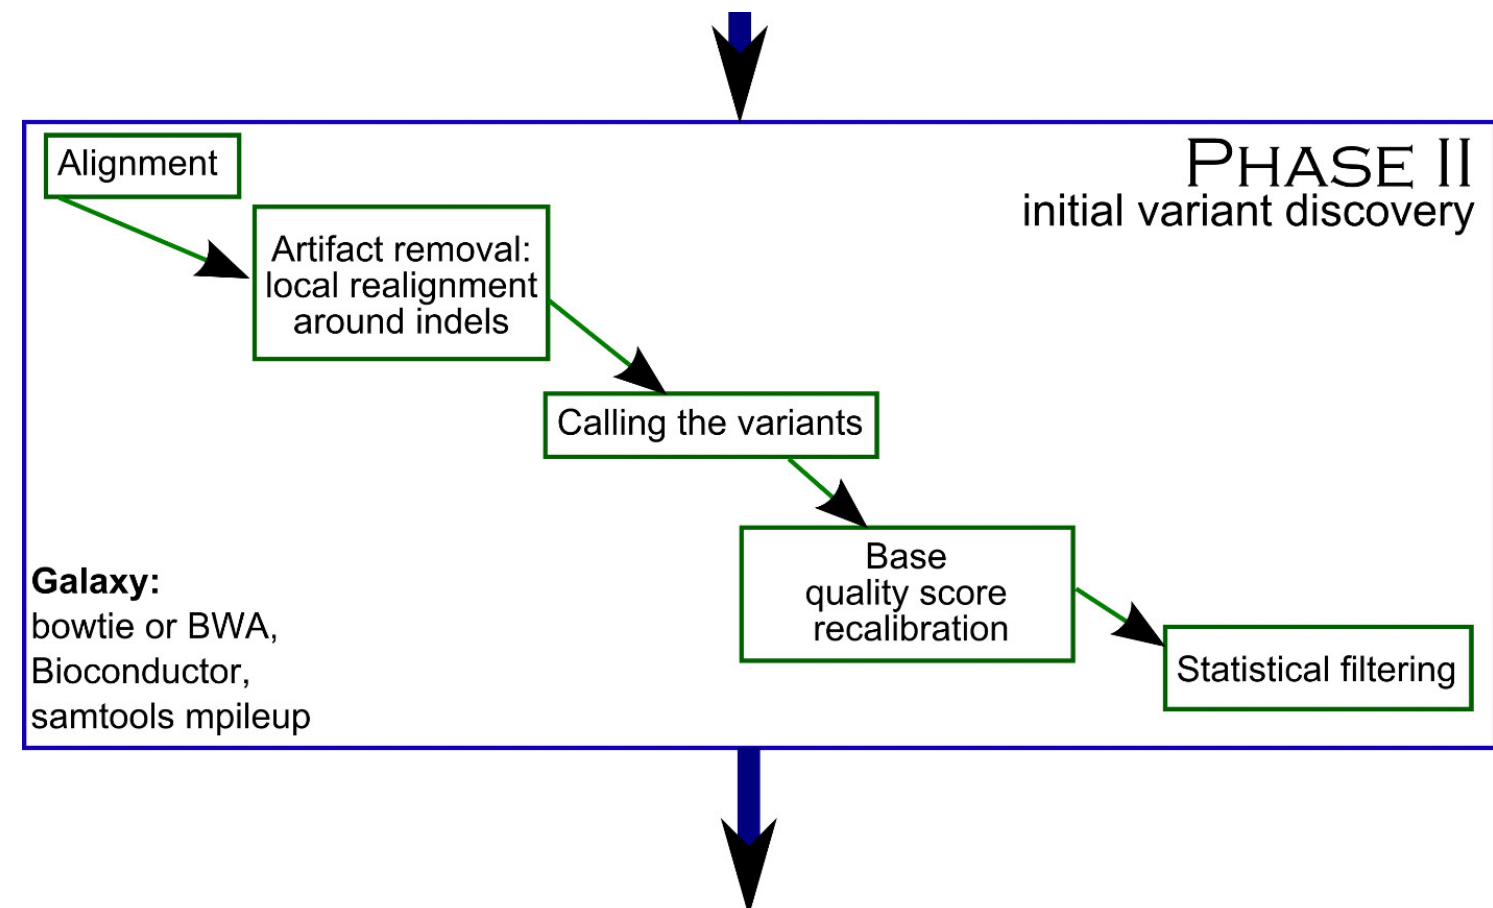 PHASE II
initial variant discovery
Alignment
Artifact removal:
local realignment
around indels
Calling the variants
Base
quality score
recalibration
Statistical filtering
Galaxy:
bowtie or BWA,
Bioconductor,
samtools mpileup